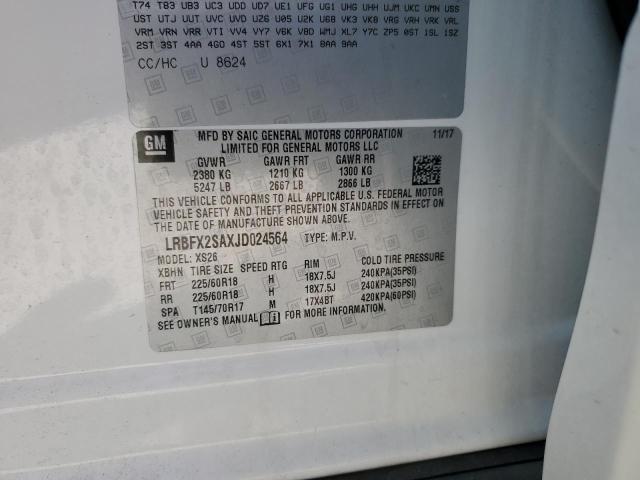 T74 T83 UB3 UC3 UDD UD7 UE1 UFG UG1 UHG UHH UJM UKC UMN USS
UST UTJ UUT UVC UVD UZ6 U05 U2K U6B VK3 VK8 VRG VRH VRK VRL
VRM VRN VRR VTI VV4 VY7 V6K V8D WMJ XL7 Y7C ZP5 0ST 1SL 1SZ
2ST 3ST 4AA 4GO 4ST 5ST 6X1 7X1 8AA 9AA
CC/HC U 8624
GM MFD BY SAIC GENERAL MOTORS CORPORATION 11/17
LIMITED FOR GENERAL MOTORS LLC
GVWR GAWR FRT GAWR RR
2380 KG 1210 KG 1300 KG
5247 LB 2667 LB 2866 LB
THIS VEHICLE CONFORMS TO ALL APPLICABLE U.S. FEDERAL MOTOR
VEHICLE SAFETY AND THEFT PREVENTION STANDARDS IN EFFECT
ON THE DATE OF MANUFACTURE SHOWN ABOVE.
LRBFX2SAXJD024564 TYPE: M.P.V.
MODEL: XS26
XBHN TIRE SIZE SPEED RTG RIM COLD TIRE PRESSURE
FRT 225/60R18 H 18X7.5J 240KPA(35PSI)
RR 225/60R18 H 18X7.5J 240KPA(35PSI)
SPA T145/70R17 M 17X4BT 420KPA(60PSI)
SEE OWNER'S MANUAL FOR MORE INFORMATION.